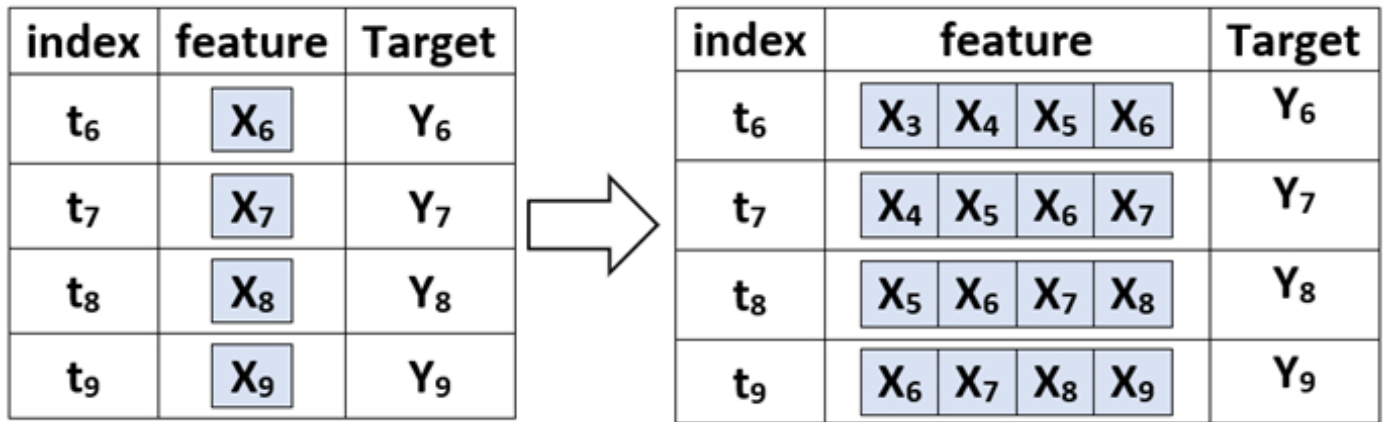 index feature Target
t₆ X₆ Y₆
t₇ X₇ Y₇
t₈ X₈ Y₈
t₉ X₉ Y₉
index feature Target
t₆ X₃ X₄ X₅ X₆ Y₆
t₇ X₄ X₅ X₆ X₇ Y₇
t₈ X₅ X₆ X₇ X₈ Y₈
t₉ X₆ X₇ X₈ X₉ Y₉